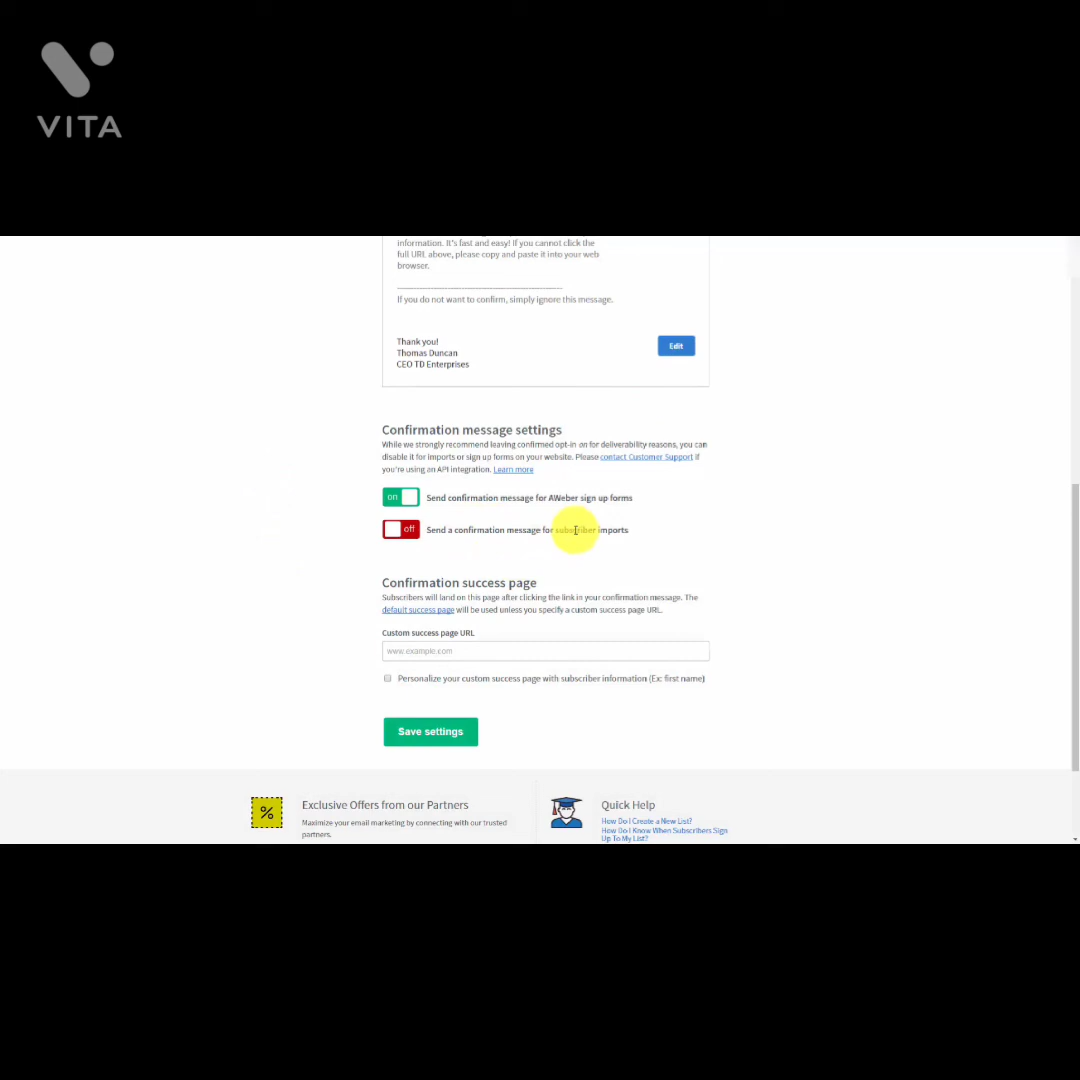 VITA
information. It's fast and easy! If you cannot click the
full URL above, please copy and paste it into your web
browser.
If you do not want to confirm, simply ignore this message.
Thank you!
Thomas Duncan
CEO TD Enterprises
Edit
Confirmation message settings
While we strongly recommend leaving confirmed opt-in on for deliverability reasons, you can
disable it for imports or sign up forms on your website. Please contact Customer Support if
you're using an API integration. Learn more
on Send confirmation message for AWeber sign up forms
off Send a confirmation message for subscriber imports
Confirmation success page
Subscribers will land on this page after clicking the link in your confirmation message. The
default success page will be used unless you specify a custom success page URL.
Custom success page URL
www.example.com
Personalize your custom success page with subscriber information (Ex: first name)
Save settings
%
Exclusive Offers from our Partners
Maximize your email marketing by connecting with our trusted
partners.
Quick Help
How Do I Create a New List?
How Do I Know When Subscribers Sign
Up To My List?